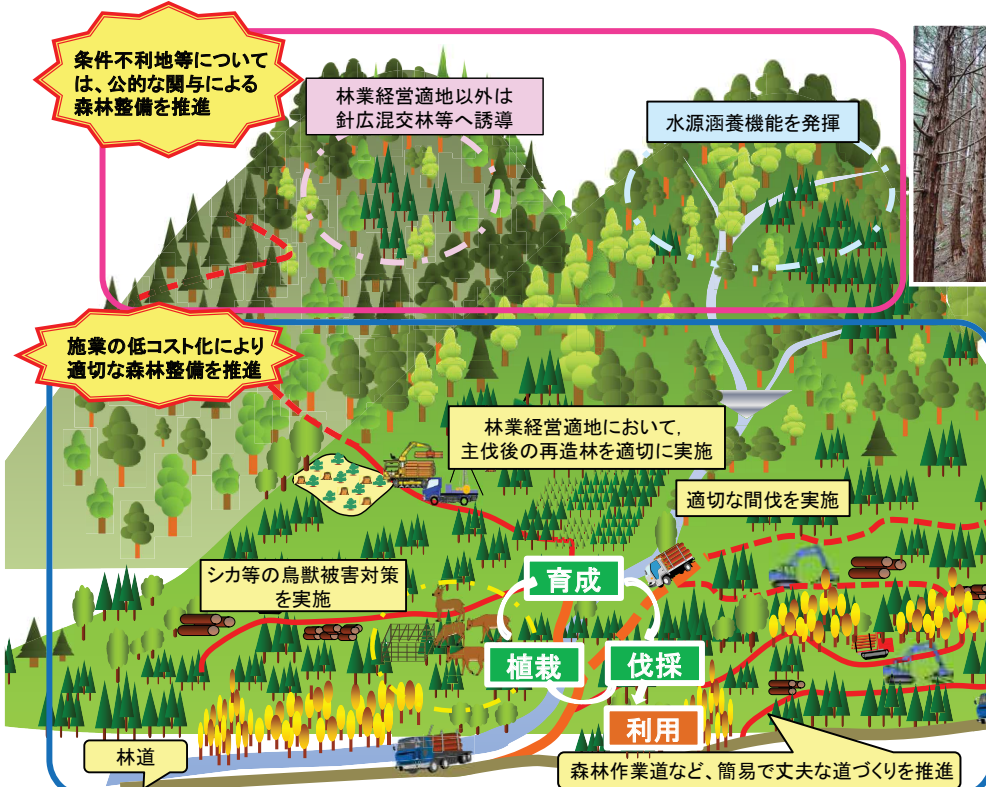 条件不利地等について
は、公的な関与による
森林整備を推進
林業経営適地以外は
針広混交林等へ誘導
水源涵養機能を発揮
施業の低コスト化により
適切な森林整備を推進
林業経営適地において,
主伐後の再造林を適切に実施
適切な間伐を実施
シカ等の鳥獣被害対策
を実施
育成
植栽
伐採
利用
林道
森林作業道など、簡易で丈夫な道づくりを推進